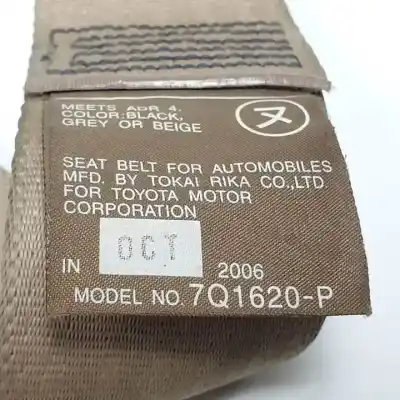 MEETS ADR 4.
COLOR:BLACK,
GREY OR BEIGE
ヌ
SEAT BELT FOR AUTOMOBILES
MFD. BY TOKAI RIKA CO.,LTD.
FOR TOYOTA MOTOR
CORPORATION
OCT
IN 2006
MODEL NO. 7Q1620-P